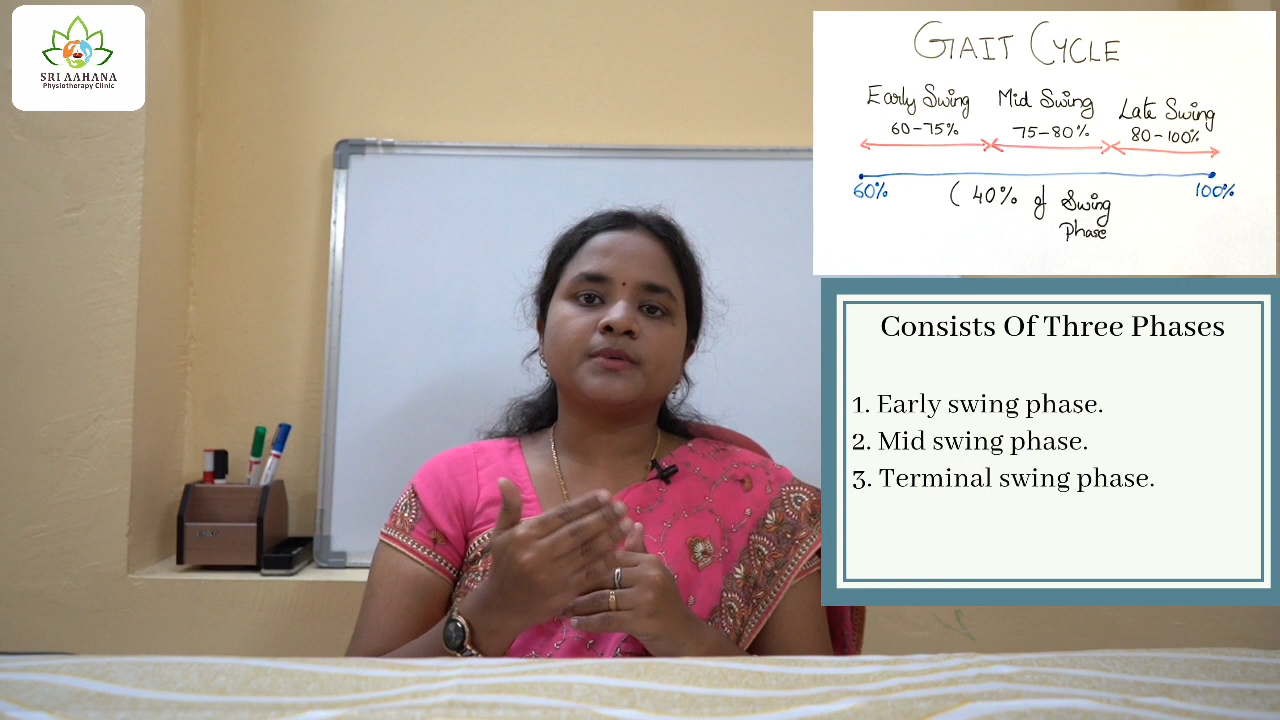 SRI AAHANA
Physiotherapy Clinic
GAIT CYCLE
Early Swing
60-75%
Mid Swing
75-80%
Late Swing
80-100%
60%
100%
( 40% of Swing
Phase
Consists Of Three Phases
1. Early swing phase.
2. Mid swing phase.
3. Terminal swing phase.